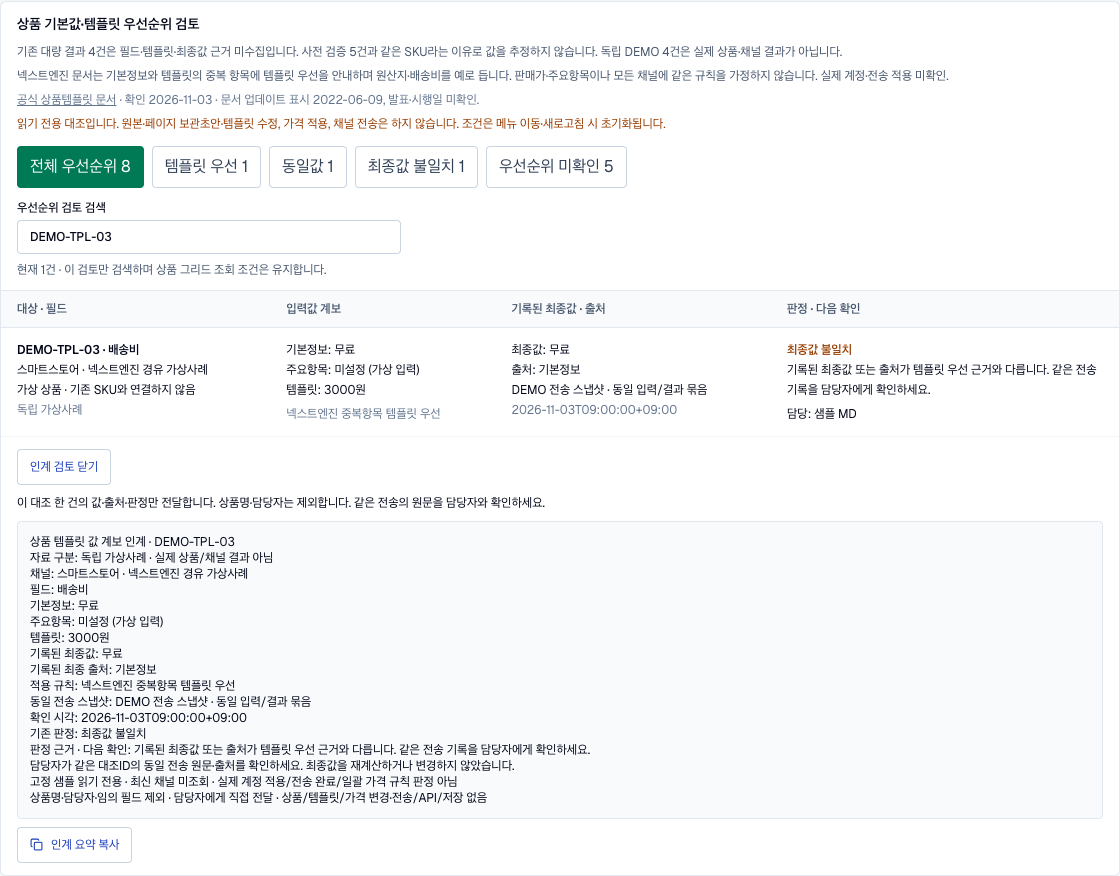 상품 기본값·템플릿 우선순위 검토
기존 대량 결과 4건은 필드·템플릿·최종값 근거 미수집입니다. 사전 검증 5건과 같은 SKU라는 이유로 값을 추정하지 않습니다. 독립 DEMO 4건은 실제 상품·채널 결과가 아닙니다.
넥스트엔진 문서는 기본정보와 템플릿의 중복 항목에 템플릿 우선을 안내하며 원산지·배송비를 예로 듭니다. 판매가·주요항목이나 모든 채널에 같은 규칙을 가정하지 않습니다. 실제 계정·전송 적용 미확인.
공식 상품템플릿 문서 · 확인 2026-11-03 · 문서 업데이트 표시 2022-06-09, 발표·시행일 미확인.
읽기 전용 대조입니다. 원본·페이지 보관초안·템플릿 수정, 가격 적용, 채널 전송은 하지 않습니다. 조건은 메뉴 이동·새로고침 시 초기화됩니다.
전체 우선순위 8 템플릿 우선 1 동일값 1 최종값 불일치 1 우선순위 미확인 5
우선순위 검토 검색
DEMO-TPL-03
현재 1건 · 이 검토만 검색하며 상품 그리드 조회 조건은 유지합니다.
대상 · 필드 입력값 계보 기록된 최종값 · 출처 판정 · 다음 확인
DEMO-TPL-03 · 배송비
스마트스토어 · 넥스트엔진 경유 가상사례
가상 상품 · 기존 SKU와 연결하지 않음
독립 가상사례
기본정보: 무료
주요항목: 미설정 (가상 입력)
템플릿: 3000원
넥스트엔진 중복항목 템플릿 우선
최종값: 무료
출처: 기본정보
DEMO 전송 스냅샷 · 동일 입력/결과 묶음
2026-11-03T09:00:00+09:00
최종값 불일치
기록된 최종값 또는 출처가 템플릿 우선 근거와 다릅니다. 같은 전송
기록을 담당자에게 확인하세요.
담당: 샘플 MD
인계 검토 닫기
이 대조 한 건의 값·출처·판정만 전달합니다. 상품명·담당자는 제외합니다. 같은 전송의 원문을 담당자와 확인하세요.
상품 템플릿 값 계보 인계 · DEMO-TPL-03
자료 구분: 독립 가상사례 · 실제 상품/채널 결과 아님
채널: 스마트스토어 · 넥스트엔진 경유 가상사례
필드: 배송비
기본정보: 무료
주요항목: 미설정 (가상 입력)
템플릿: 3000원
기록된 최종값: 무료
기록된 최종 출처: 기본정보
적용 규칙: 넥스트엔진 중복항목 템플릿 우선
동일 전송 스냅샷: DEMO 전송 스냅샷 · 동일 입력/결과 묶음
확인 시각: 2026-11-03T09:00:00+09:00
기존 판정: 최종값 불일치
판정 근거 · 다음 확인: 기록된 최종값 또는 출처가 템플릿 우선 근거와 다릅니다. 같은 전송 기록을 담당자에게 확인하세요.
담당자가 같은 대조ID의 동일 전송 원문·출처를 확인하세요. 최종값을 재계산하거나 변경하지 않았습니다.
고정 샘플 읽기 전용 · 최신 채널 미조회 · 실제 계정 적용/전송 완료/일괄 가격 규칙 판정 아님
상품명·담당자·임의 필드 제외 · 담당자에게 직접 전달 · 상품/템플릿/가격 변경·전송/API/저장 없음
인계 요약 복사